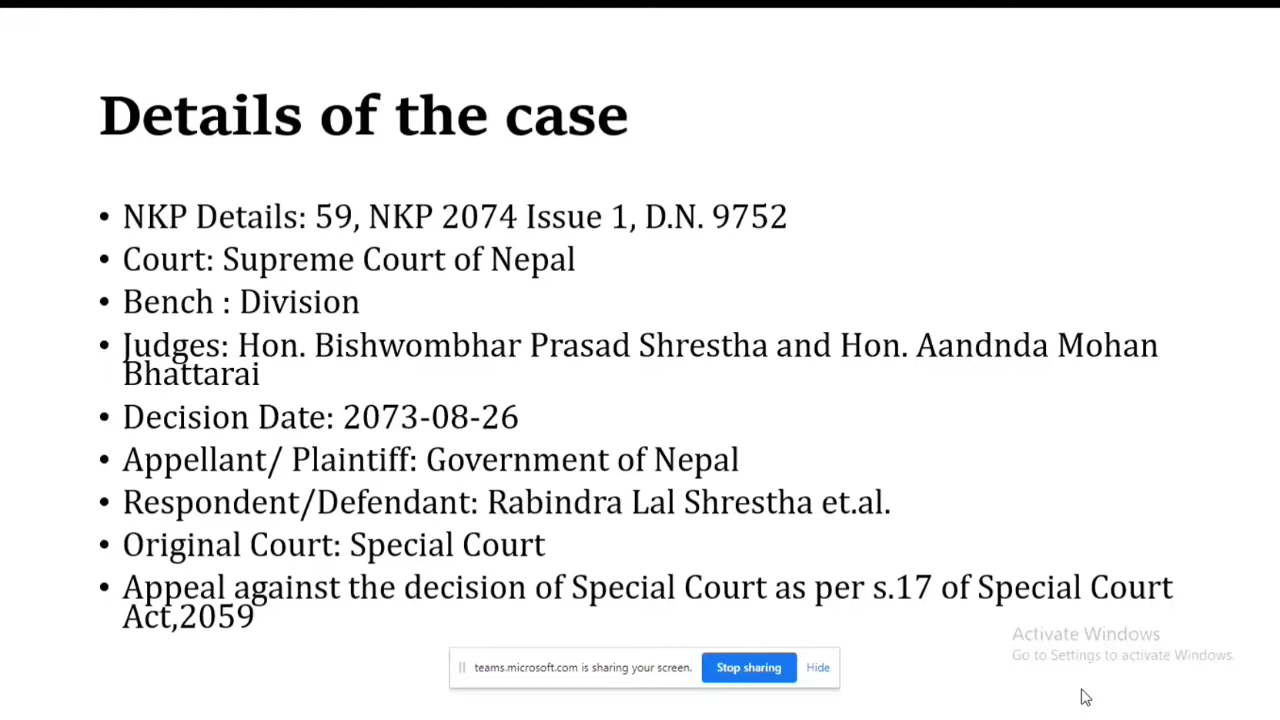 Details of the case
• NKP Details: 59, NKP 2074 Issue 1, D.N. 9752
• Court: Supreme Court of Nepal
• Bench : Division
• Judges: Hon. Bishwombhar Prasad Shrestha and Hon. Aandnda Mohan
Bhattarai
• Decision Date: 2073-08-26
• Appellant/ Plaintiff: Government of Nepal
• Respondent/Defendant: Rabindra Lal Shrestha et.al.
• Original Court: Special Court
• Appeal against the decision of Special Court as per s.17 of Special Court
Act,2059
Activate Windows
Go to Settings to activate Windows.
teams.microsoft.com is sharing your screen. Stop sharing Hide